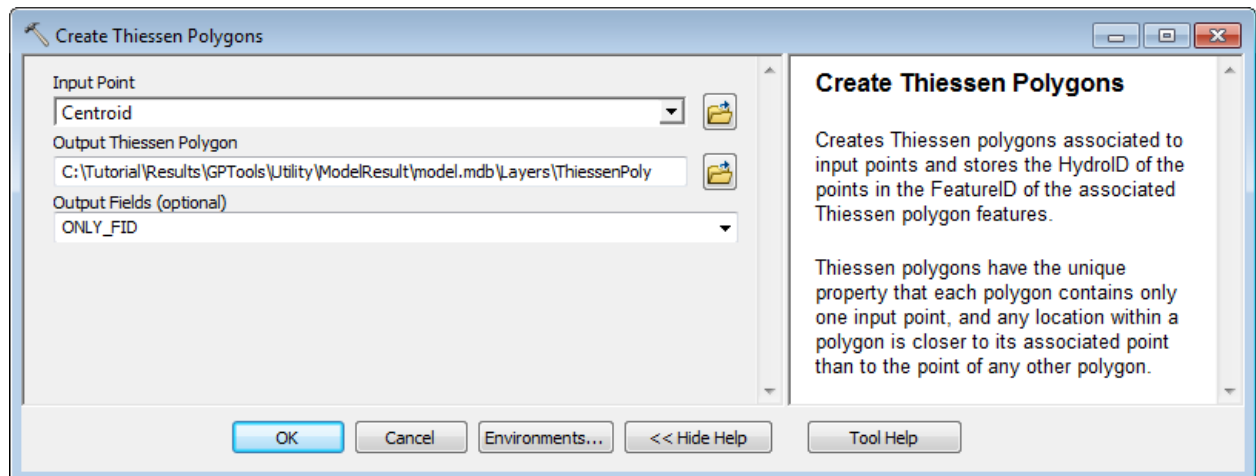 Create Thiessen Polygons
Input Point
Centroid
Output Thiessen Polygon
C:\Tutorial\Results\GPTools\Utility\ModelResult\model.mdb\Layers\ThiessenPoly
Output Fields (optional)
ONLY_FID
Create Thiessen Polygons
Creates Thiessen polygons associated to
input points and stores the HydroID of the
points in the FeatureID of the associated
Thiessen polygon features.
Thiessen polygons have the unique
property that each polygon contains only
one input point, and any location within a
polygon is closer to its associated point
than to the point of any other polygon.
OK
Cancel
Environments...
<< Hide Help
Tool Help